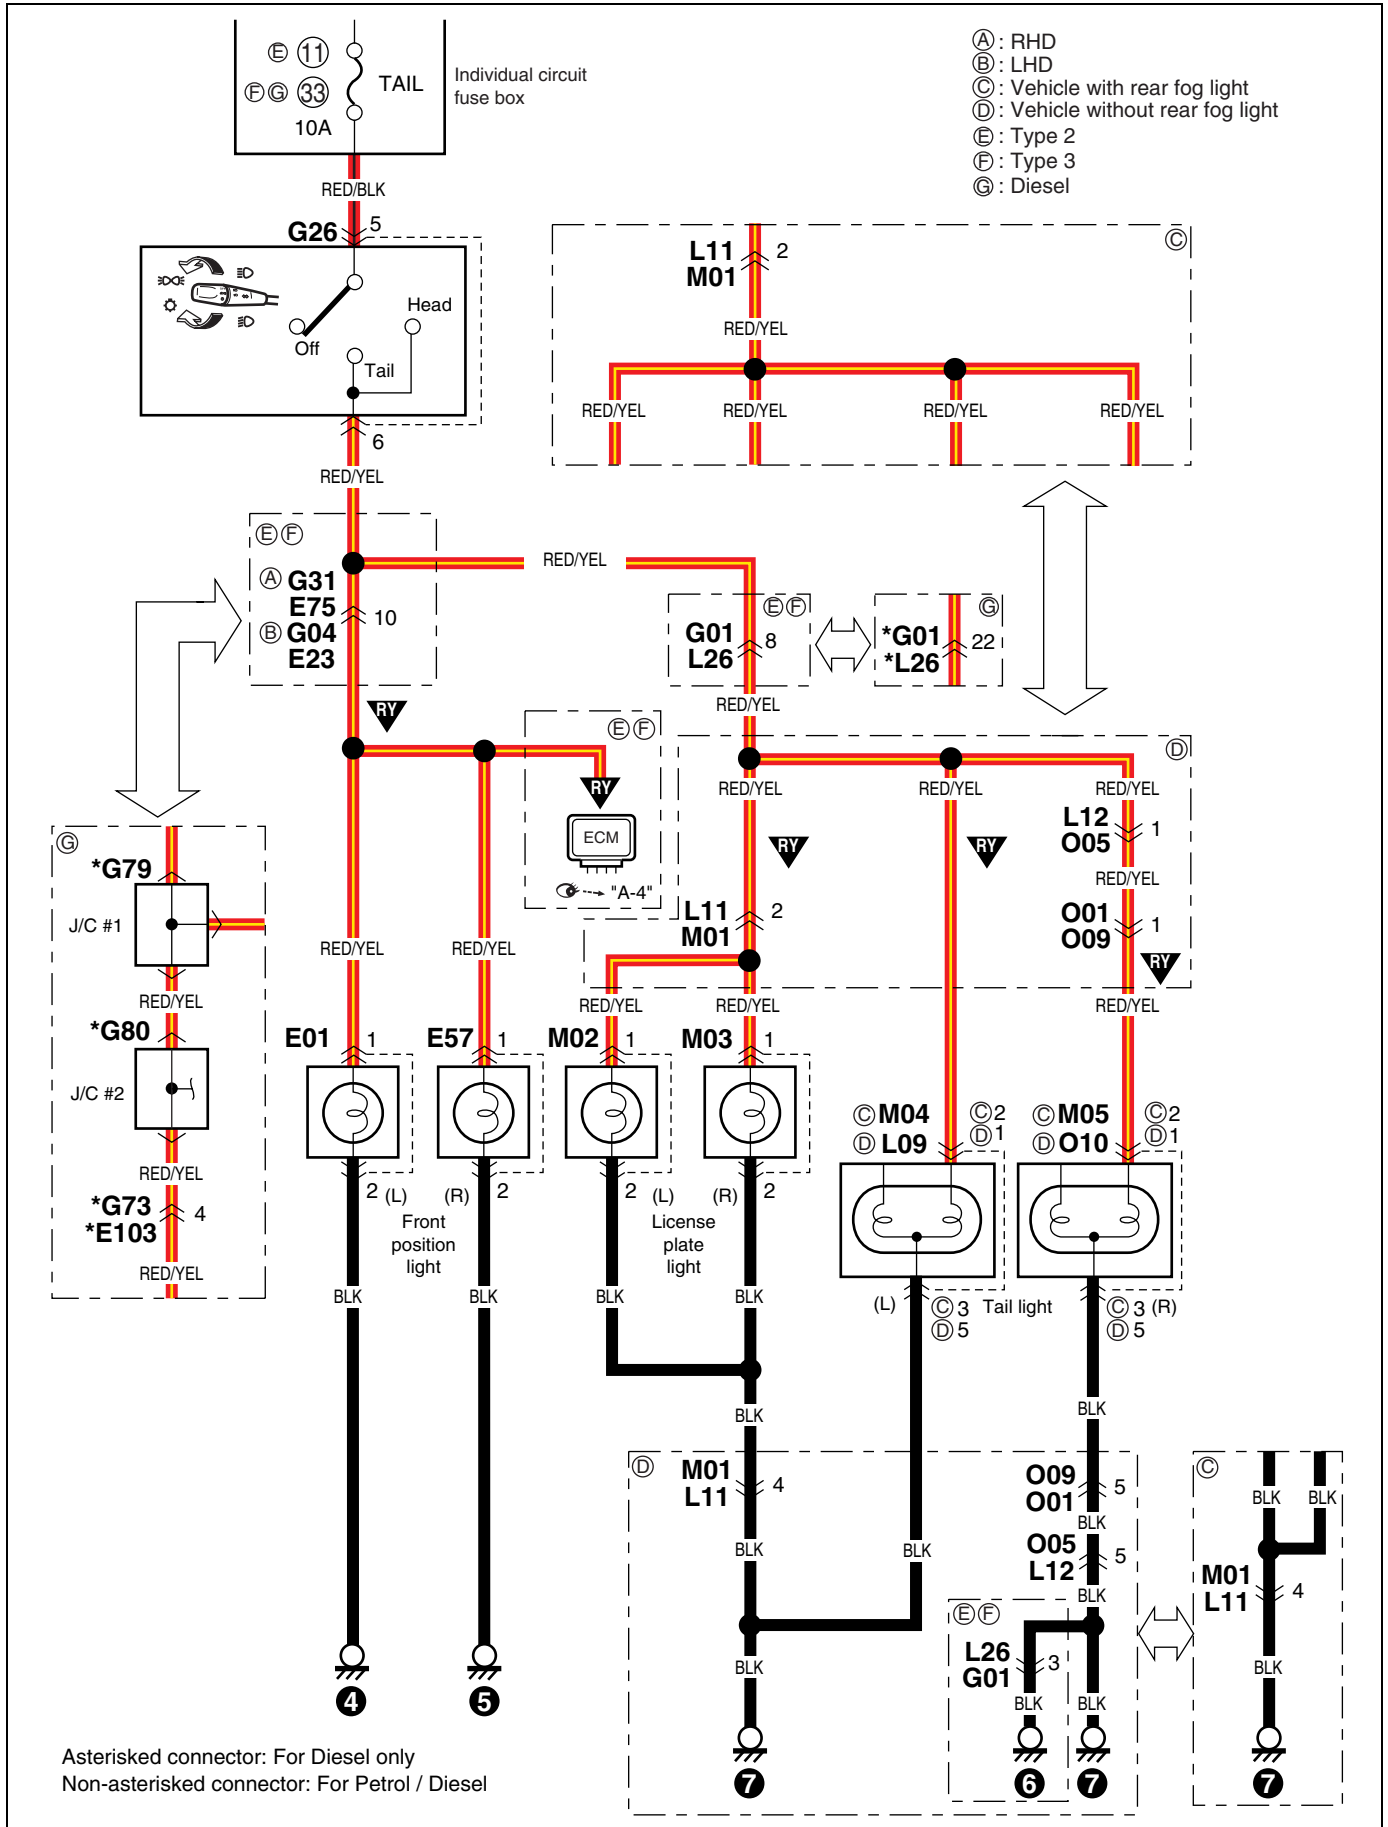 Ⓔ ⑪
Ⓕ Ⓖ ㉝
10A
TAIL
Individual circuit
fuse box
Ⓐ : RHD
Ⓑ : LHD
Ⓒ : Vehicle with rear fog light
Ⓓ : Vehicle without rear fog light
Ⓔ : Type 2
Ⓕ : Type 3
Ⓖ : Diesel
RED/BLK
G26
5
Head
Off
Tail
6
RED/YEL
Ⓒ
L11
M01
2
RED/YEL
RED/YEL
RED/YEL
RED/YEL
RED/YEL
Ⓔ Ⓕ
Ⓐ G31
E75
Ⓑ G04
E23
10
RED/YEL
Ⓔ Ⓕ
G01
L26
8
Ⓖ
*G01
*L26
22
RED/YEL
RY
Ⓔ Ⓕ
RY
ECM
"A-4"
Ⓓ
RED/YEL
RED/YEL
RED/YEL
RY
RY
L12
O05
1
RED/YEL
L11
M01
2
O01
O09
1
RY
Ⓖ
*G79
J/C #1
RED/YEL
*G80
J/C #2
RED/YEL
*G73
*E103
4
RED/YEL
RED/YEL
RED/YEL
RED/YEL
RED/YEL
RED/YEL
E01
1
E57
1
M02
1
M03
1
Ⓒ M04
Ⓓ L09
Ⓒ 2
Ⓓ 1
Ⓒ M05
Ⓓ O10
Ⓒ 2
Ⓓ 1
2
(L)
(R)
2
Front
position
light
2
(L)
(R)
2
License
plate
light
(L)
Ⓒ 3
Ⓓ 5
Tail light
Ⓒ 3
Ⓓ 5
(R)
BLK
BLK
BLK
BLK
BLK
BLK
Ⓓ
M01
L11
4
BLK
BLK
O09
O01
5
BLK
O05
L12
5
BLK
Ⓔ Ⓕ
L26
G01
3
BLK
BLK
BLK
Ⓒ
BLK
BLK
M01
L11
4
BLK
4
5
7
6
7
7
Asterisked connector: For Diesel only
Non-asterisked connector: For Petrol / Diesel